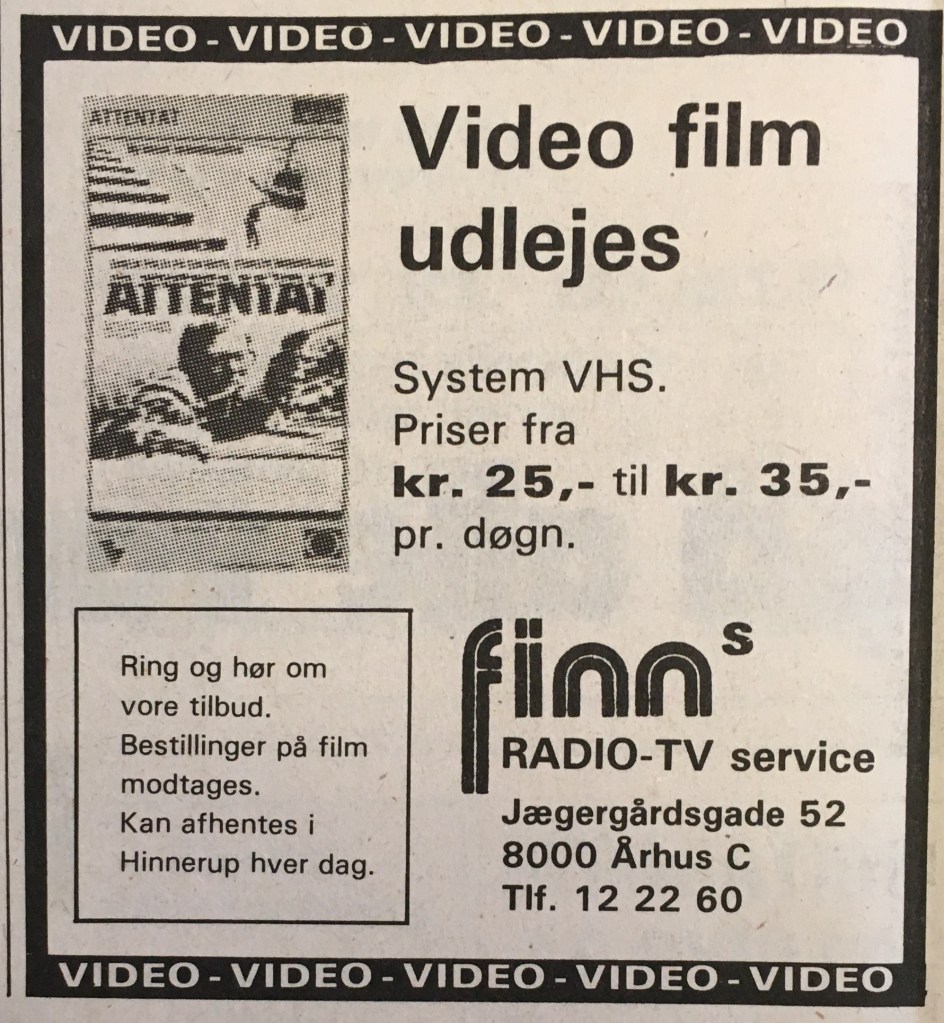 VIDEO - VIDEO - VIDEO - VIDEO - VIDEO
ATTENTAT
ATTENTAT
Video film
udlejes
System VHS.
Priser fra
kr. 25,- til kr. 35,-
pr. døgn.
Ring og hør om
vore tilbud.
Bestillinger på film
modtages.
Kan afhentes i
Hinnerup hver dag.
finns
RADIO-TV service
Jægergårdsgade 52
8000 Århus C
Tlf. 12 22 60
VIDEO - VIDEO - VIDEO - VIDEO - VIDEO